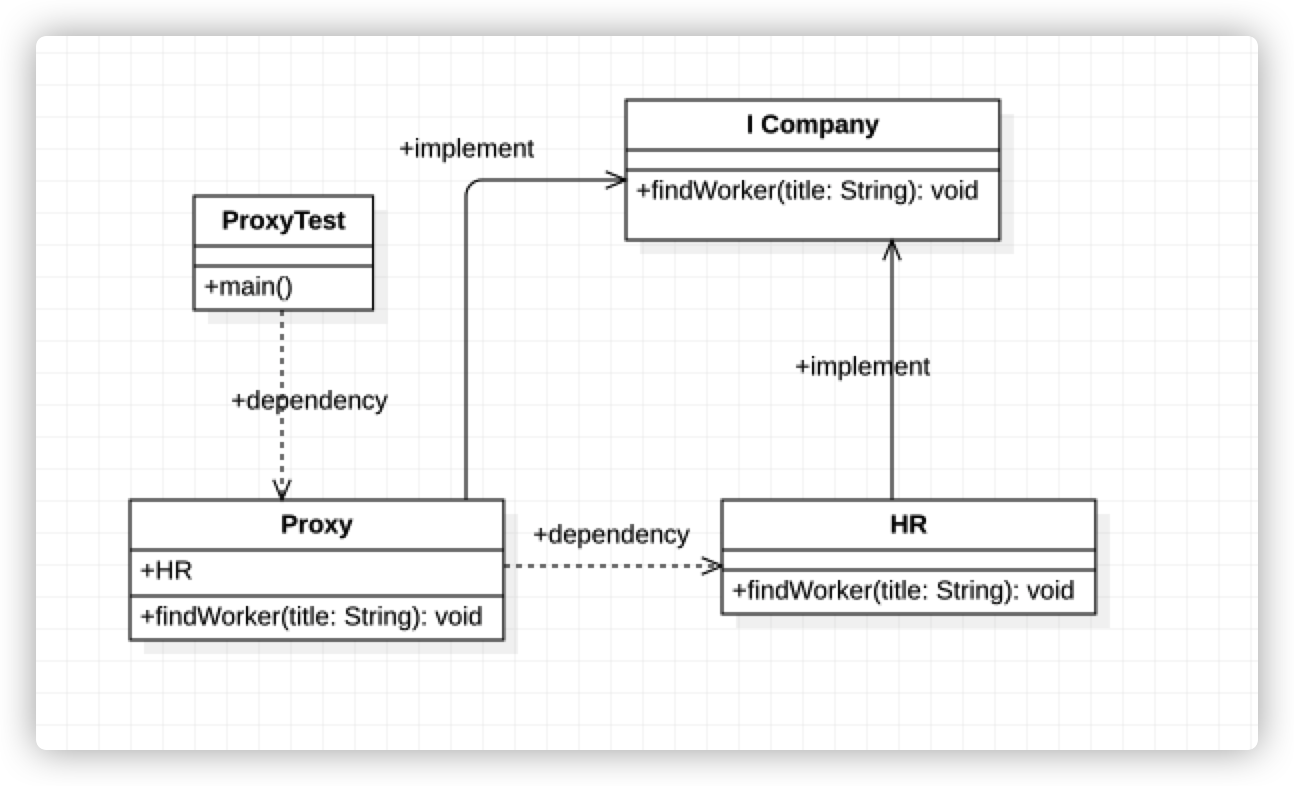 I Company
+implement
+findWorker(title: String): void
ProxyTest
+main()
+implement
+dependency
Proxy
+HR
+findWorker(title: String): void
+dependency
HR
+findWorker(title: String): void